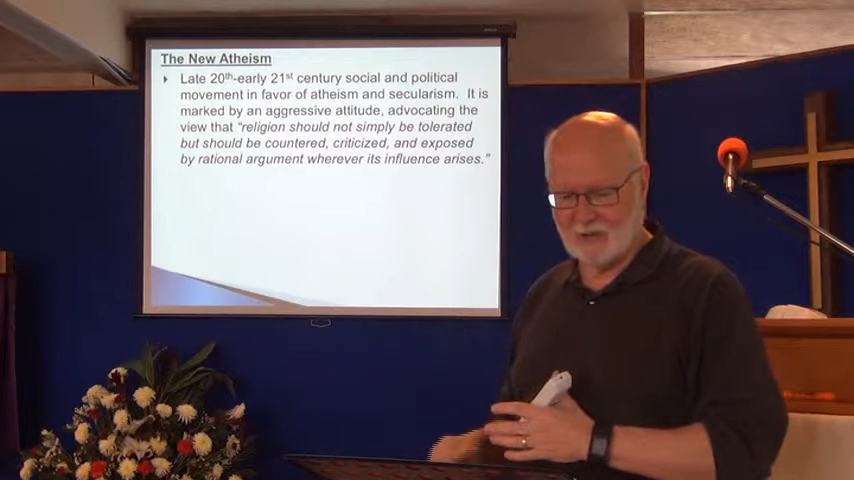 The New Atheism
Late 20th-early 21st century social and political
movement in favor of atheism and secularism. It is
marked by an aggressive attitude, advocating the
view that “religion should not simply be tolerated
but should be countered, criticized, and exposed
by rational argument wherever its influence arises.”